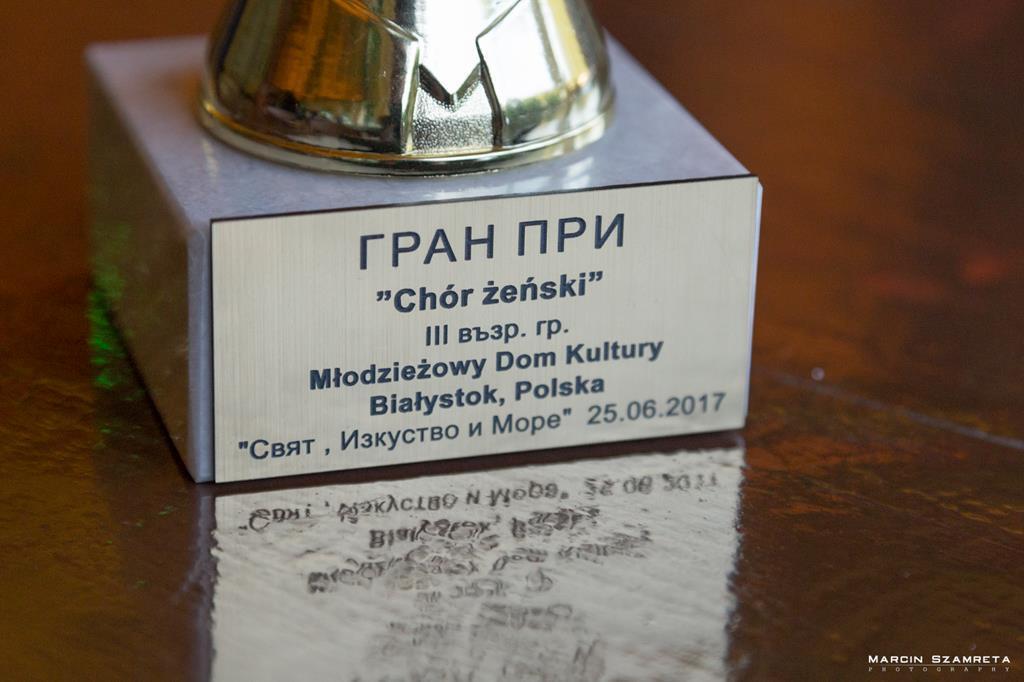 ГРАН ПРИ
”Chór żeński”
III възр. гр.
Młodzieżowy Dom Kultury
Białystok, Polska
"Свят , Изкуство и Море" 25.06.2017
MARCIN SZAMRETA
PHOTOGRAPHY